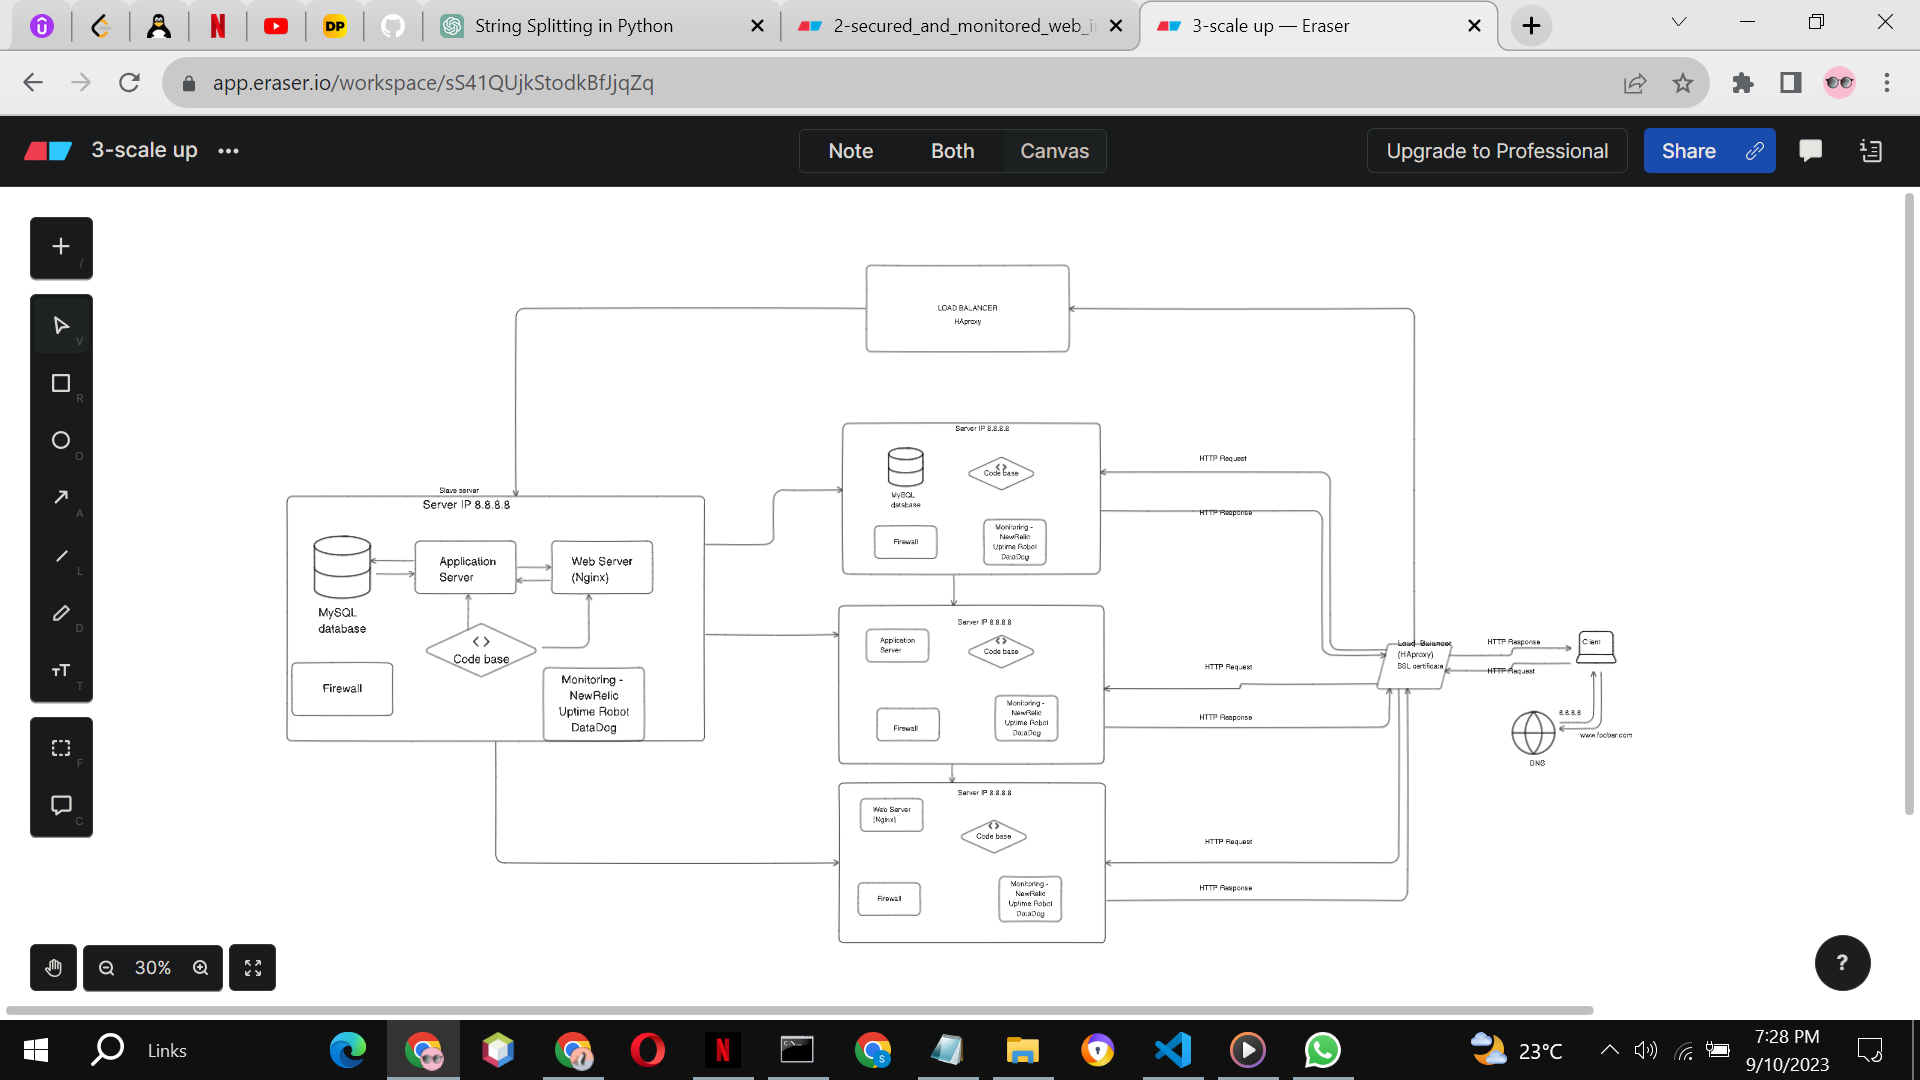 String Splitting in Python
2-secured_and_monitored_web_i
3-scale up — Eraser
app.eraser.io/workspace/sS41QUjkStodkBfJjqZq
3-scale up
Note
Both
Canvas
Upgrade to Professional
Share
LOAD BALANCER
HAproxy
Slave server
Server IP 8.8.8.8
MySQL
database
Application
Server
Web Server
(Nginx)
Code base
Firewall
Monitoring -
NewRelic
Uptime Robot
DataDog
Server IP 8.8.8.8
MySQL
database
Code base
Firewall
Monitoring -
NewRelic
Uptime Robot
DataDog
Server IP 8.8.8.8
Application
Server
Code base
Firewall
Monitoring -
NewRelic
Uptime Robot
DataDog
Server IP 8.8.8.8
Web Server
(Nginx)
Code base
Firewall
Monitoring -
NewRelic
Uptime Robot
DataDog
HTTP Request
HTTP Response
HTTP Request
HTTP Response
HTTP Request
HTTP Response
Load Balancer
(HAproxy)
SSL certificate
HTTP Response
HTTP Request
Client
8.8.8.8
www.foobar.com
DNS
/
V
R
O
A
L
D
T
F
C
30%
?
DP
N
Links
N
S
23°C
7:28 PM
9/10/2023